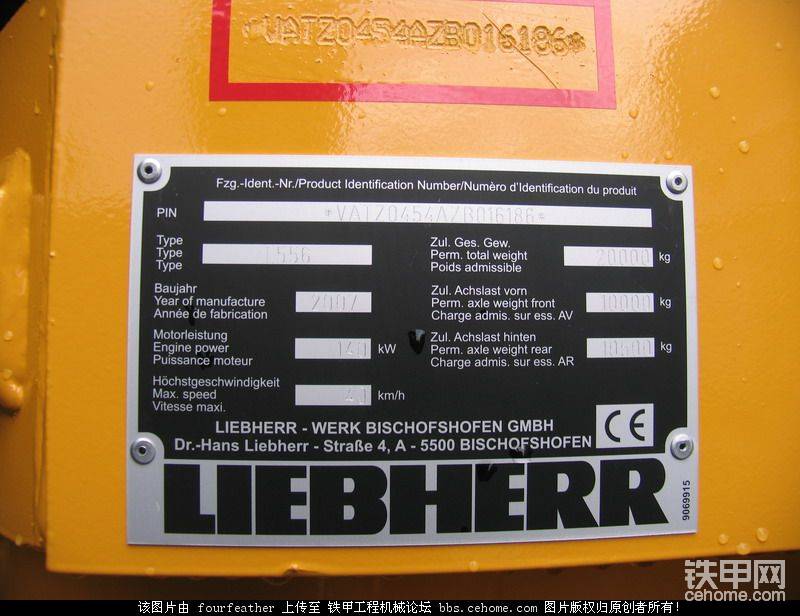 *VATZ0454AZB016186*
Fzg.-Ident.-Nr./Product Identification Number/Numèro d'Identification du produit
PIN *VATZ0454AZB016186*
Type
Type L556
Type
Zul. Ges. Gew.
Perm. total weight 20000 kg
Poids admissible
Baujahr
Year of manufacture 2007
Année de fabrication
Zul. Achslast vorn
Perm. axle weight front 10000 kg
Charge admis. sur ess. AV
Motorleistung
Engine power 140 kW
Puissance moteur
Zul. Achslast hinten
Perm. axle weight rear 10500 kg
Charge admis. sur ess. AR
Höchstgeschwindigkeit
Max. speed km/h
Vitesse maxi.
LIEBHERR - WERK BISCHOFSHOFEN GMBH
Dr.-Hans Liebherr - Straße 4, A - 5500 BISCHOFSHOFEN
CE
LIEBHERR
9069915
铁甲网
cehome.com
该图片由 fourfeather 上传至 铁甲工程机械论坛 bbs.cehome.com 图片版权归原创者所有!